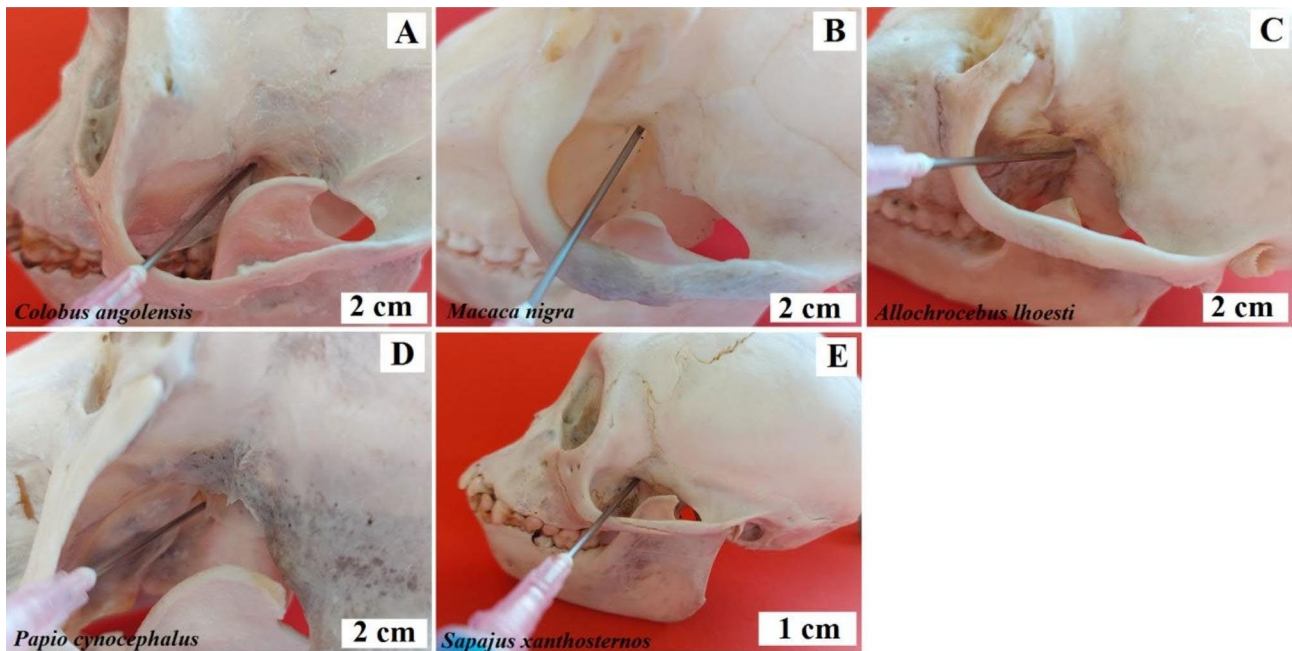 A
Colobus angolensis
2 cm
B
Macaca nigra
2 cm
C
Allochrocebus lhoesti
2 cm
D
Papio cynocephalus
2 cm
E
Sapajus xanthosternos
1 cm